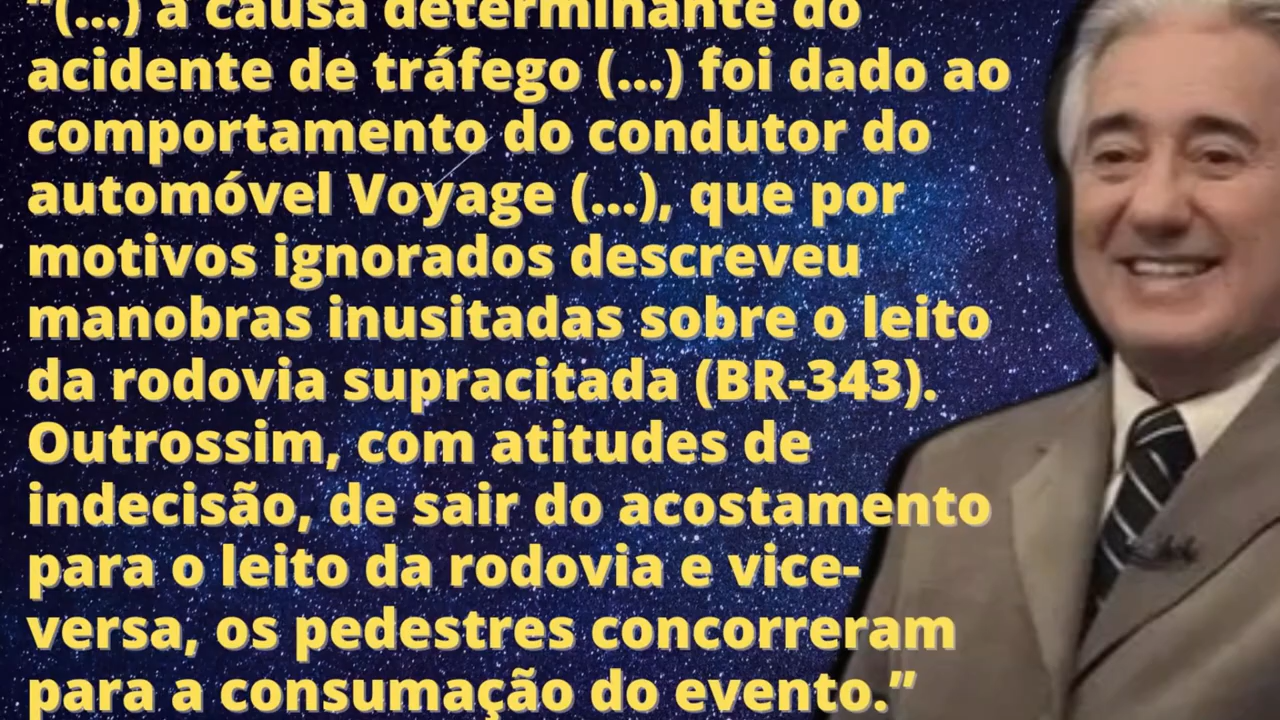 “(...) a causa determinante do
acidente de tráfego (...) foi dado ao
comportamento do condutor do
automóvel Voyage (...), que por
motivos ignorados descreveu
manobras inusitadas sobre o leito
da rodovia supracitada (BR-343).
Outrossim, com atitudes de
indecisão, de sair do acostamento
para o leito da rodovia e vice-
versa, os pedestres concorreram
para a consumação do evento.”